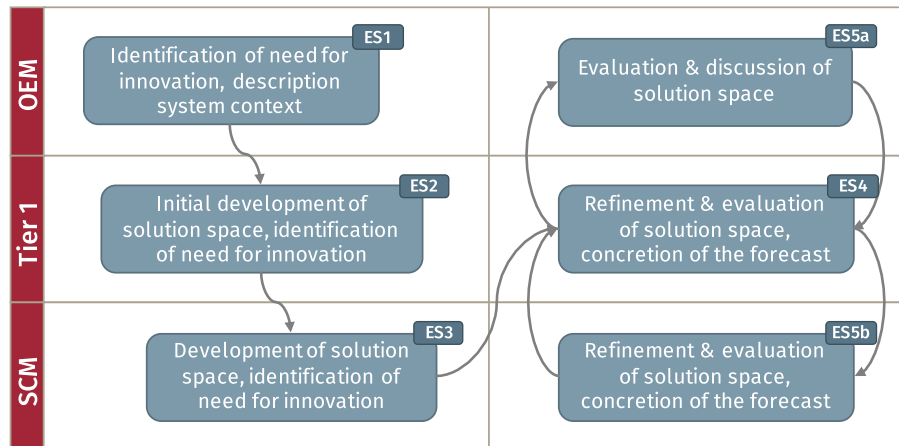 OEM
ES1
Identification of need for
innovation, description
system context
ES5a
Evaluation & discussion of
solution space
Tier 1
ES2
Initial development of
solution space, identification
of need for innovation
ES4
Refinement & evaluation
of solution space,
concretion of the forecast
SCM
ES3
Development of solution
space, identification of
need for innovation
ES5b
Refinement & evaluation
of solution space,
concretion of the forecast